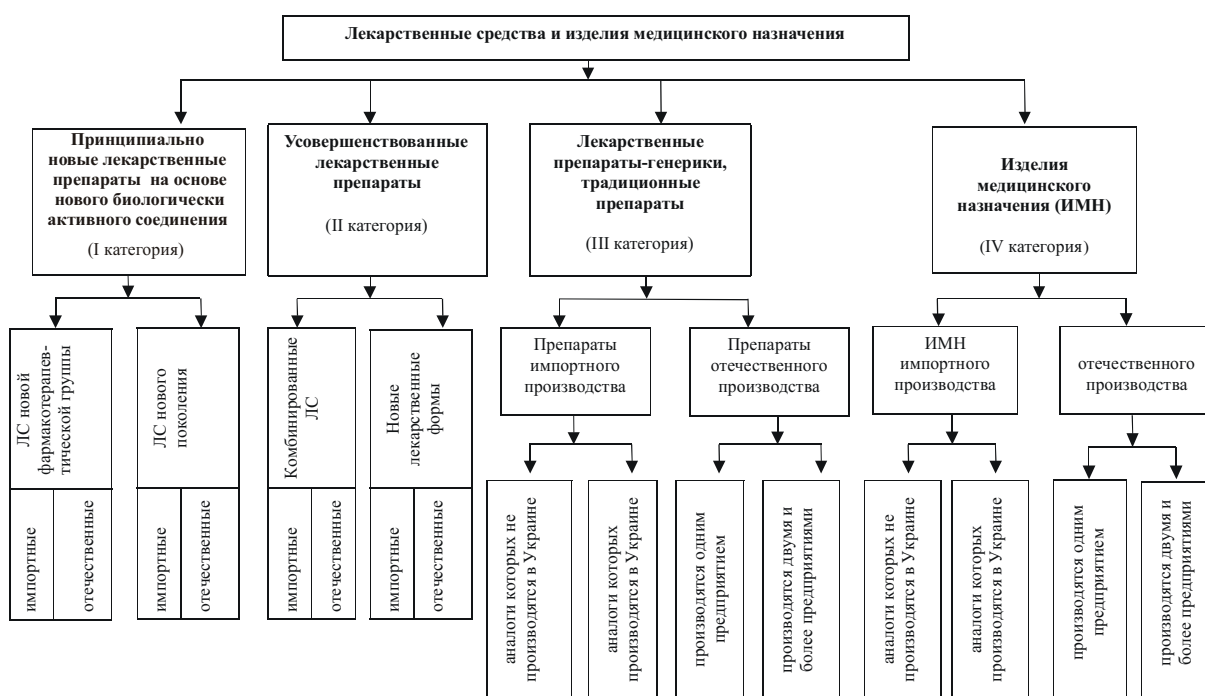 Лекарственные средства и изделия медицинского назначения
Принципиально
новые лекарственные
препараты на основе
нового биологически
активного соединения
(I категория)
Усовершенствованные
лекарственные
препараты
(II категория)
Лекарственные
препараты-генерики,
традиционные
препараты
(III категория)
Изделия
медицинского
назначения (ИМН)
(IV категория)
ЛС новой
фармакотерапев-
тической группы
ЛС нового
поколения
Комбинированные
ЛС
Новые
лекарственные
формы
Препараты
импортного
производства
Препараты
отечественного
производства
ИМН
импортного
производства
отечественного
производства
импортные
отечественные
импортные
отечественные
импортные
отечественные
импортные
отечественные
аналоги которых не
производятся в Украине
аналоги которых
производятся в Украине
производятся одним
предприятием
производятся двумя и
более предприятиями
аналоги которых не
производятся в Украине
аналоги которых
производятся в Украине
производятся одним
предприятием
производятся двумя и
более предприятиями